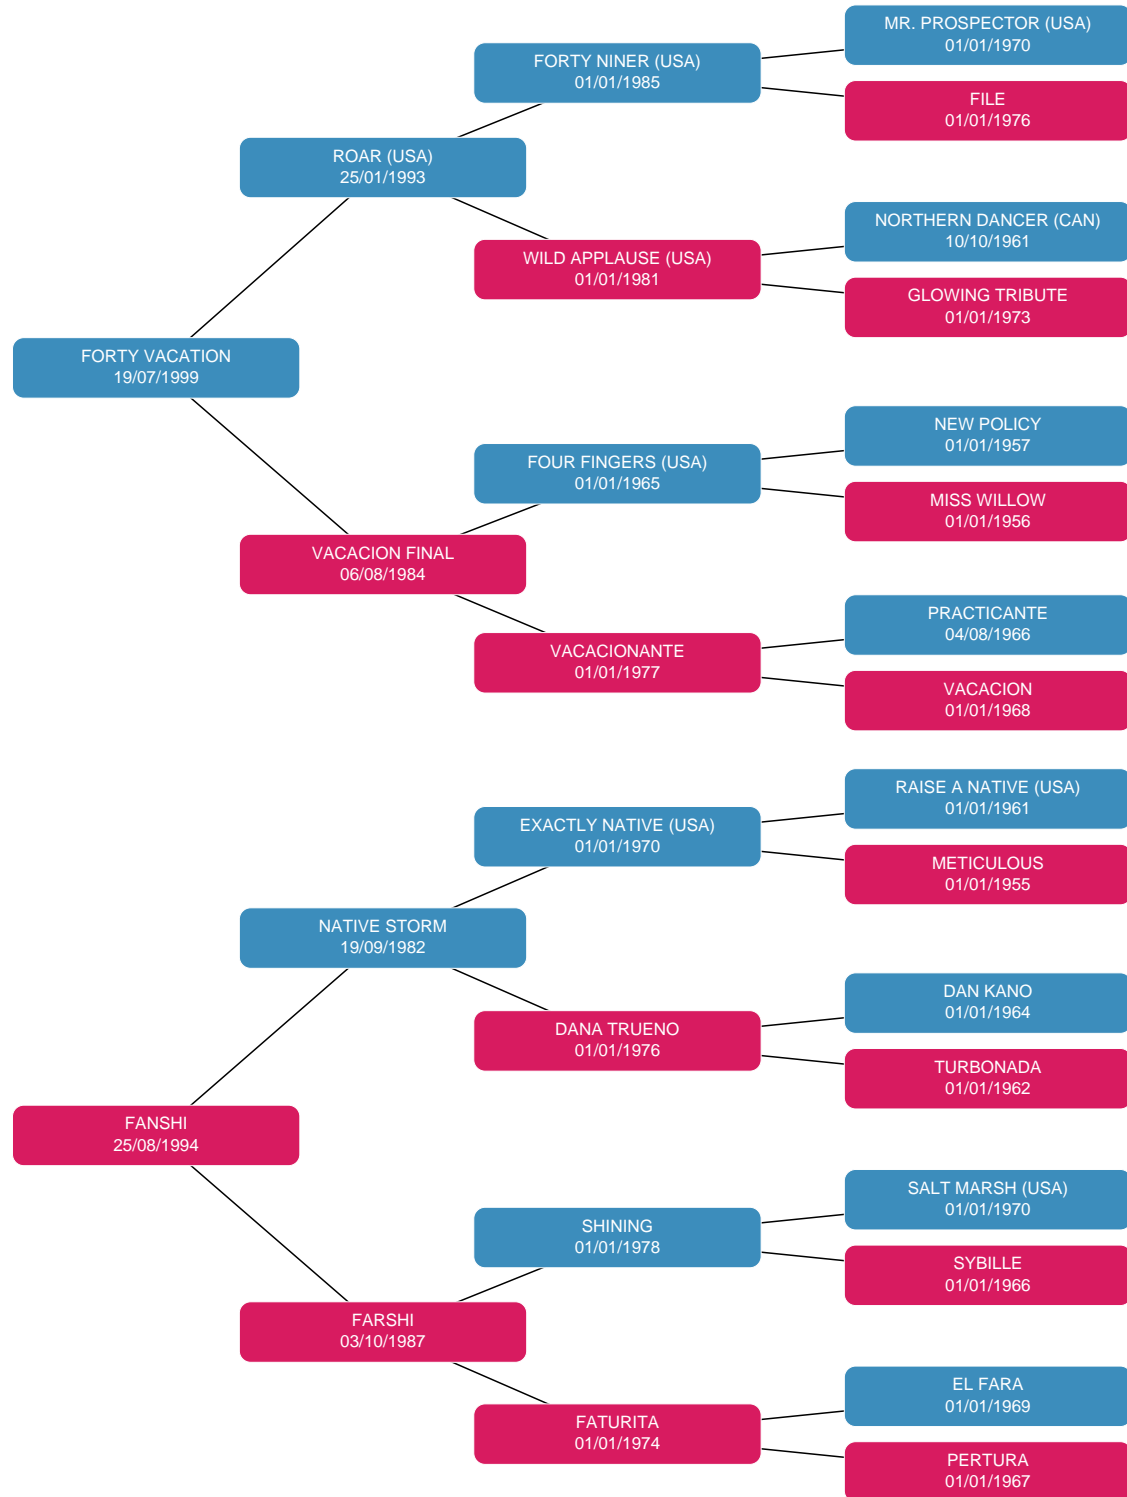 MR. PROSPECTOR (USA)
01/01/1970
FORTY NINER (USA)
01/01/1985
FILE
01/01/1976
ROAR (USA)
25/01/1993
NORTHERN DANCER (CAN)
10/10/1961
WILD APPLAUSE (USA)
01/01/1981
GLOWING TRIBUTE
01/01/1973
FORTY VACATION
19/07/1999
NEW POLICY
01/01/1957
FOUR FINGERS (USA)
01/01/1965
MISS WILLOW
01/01/1956
VACACION FINAL
06/08/1984
PRACTICANTE
04/08/1966
VACACIONANTE
01/01/1977
VACACION
01/01/1968
RAISE A NATIVE (USA)
01/01/1961
EXACTLY NATIVE (USA)
01/01/1970
METICULOUS
01/01/1955
NATIVE STORM
19/09/1982
DAN KANO
01/01/1964
DANA TRUENO
01/01/1976
TURBONADA
01/01/1962
FANSHI
25/08/1994
SALT MARSH (USA)
01/01/1970
SHINING
01/01/1978
SYBILLE
01/01/1966
FARSHI
03/10/1987
EL FARA
01/01/1969
FATURITA
01/01/1974
PERTURA
01/01/1967